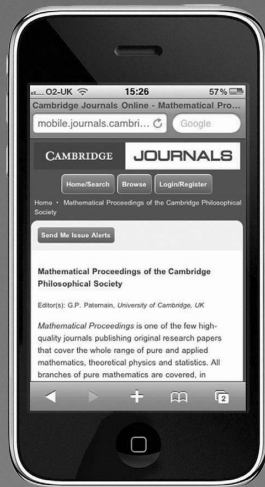 O2-UK 15:26 57%
Cambridge Journals Online - Mathematical Pro...
mobile.journals.cambri... Google
CAMBRIDGE JOURNALS
Home/Search Browse Login/Register
Home • Mathematical Proceedings of the Cambridge Philosophical
Society
Send Me Issue Alerts
Mathematical Proceedings of the Cambridge
Philosophical Society
Editor(s): G.P. Paternain, University of Cambridge, UK
Mathematical Proceedings is one of the few high-
quality journals publishing original research papers
that cover the whole range of pure and applied
mathematics, theoretical physics and statistics. All
branches of pure mathematics are covered, in
2